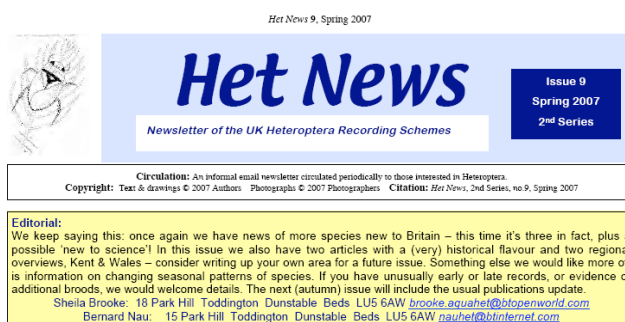 Het News 9, Spring 2007
Het News
Issue 9
Spring 2007
2nd Series
Newsletter of the UK Heteroptera Recording Schemes
Circulation: An informal email newsletter circulated periodically to those interested in Heteroptera.
Copyright: Text & drawings © 2007 Authors Photographs © 2007 Photographers Citation: Het News, 2nd Series, no.9, Spring 2007
Editorial:
We keep saying this: once again we have news of more species new to Britain – this time it's three in fact, plus
possible 'new to science'! In this issue we also have two articles with a (very) historical flavour and two regional
overviews, Kent & Wales – consider writing up your own area for a future issue. Something else we would like more of
is information on changing seasonal patterns of species. If you have unusually early or late records, or evidence of
additional broods, we would welcome details. The next (autumn) issue will include the usual publications update.
Sheila Brooke: 18 Park Hill Toddington Dunstable Beds LU5 6AW brooke.aquahet@btopenworld.com
Bernard Nau: 15 Park Hill Toddington Dunstable Beds LU5 6AW nauhet@btinternet.com